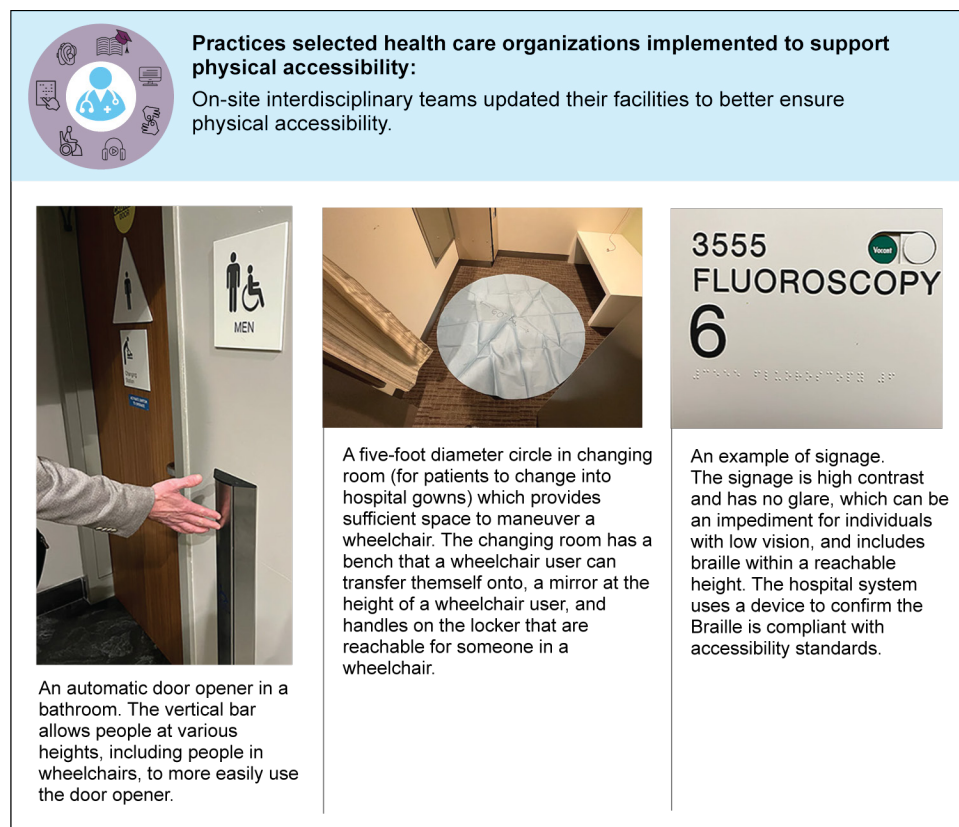 Practices selected health care organizations implemented to support
physical accessibility:
On-site interdisciplinary teams updated their facilities to better ensure
physical accessibility.
MEN
Changing
Station
An automatic door opener in a
bathroom. The vertical bar
allows people at various
heights, including people in
wheelchairs, to more easily use
the door opener.
A five-foot diameter circle in changing
room (for patients to change into
hospital gowns) which provides
sufficient space to maneuver a
wheelchair. The changing room has a
bench that a wheelchair user can
transfer themself onto, a mirror at the
height of a wheelchair user, and
handles on the locker that are
reachable for someone in a
wheelchair.
3555
Vacant
FLUOROSCOPY
6
An example of signage.
The signage is high contrast
and has no glare, which can be
an impediment for individuals
with low vision, and includes
braille within a reachable
height. The hospital system
uses a device to confirm the
Braille is compliant with
accessibility standards.